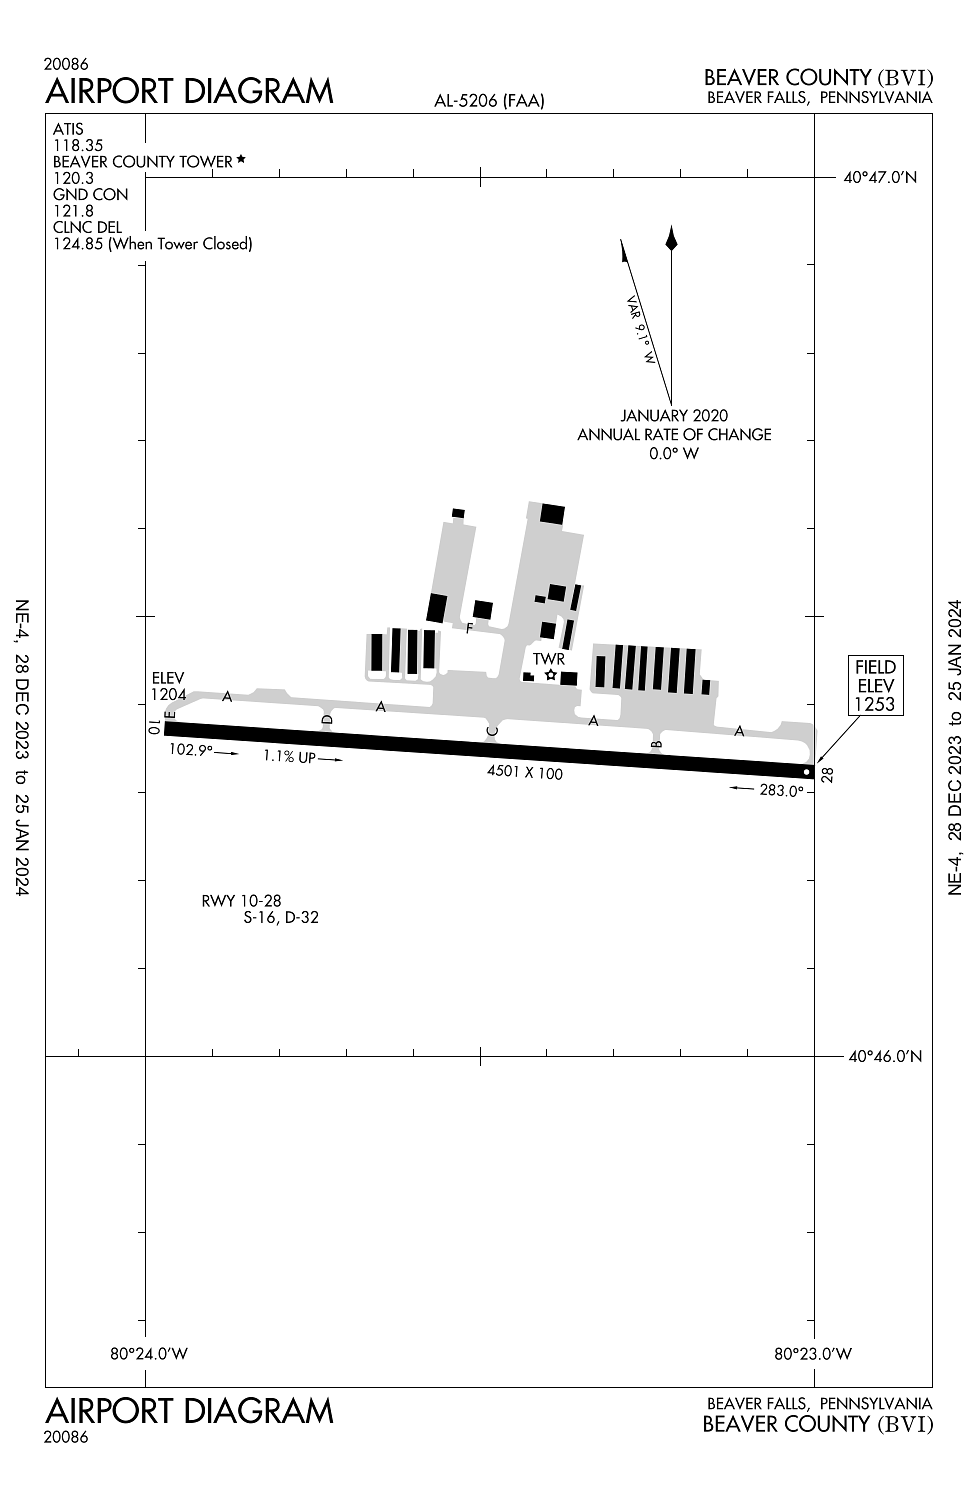 20086
AIRPORT DIAGRAM
AL-5206 (FAA)
BEAVER COUNTY (BVI)
BEAVER FALLS, PENNSYLVANIA
ATIS
118.35
BEAVER COUNTY TOWER★
120.3
GND CON
121.8
CLNC DEL
124.85 (When Tower Closed)
40°47.0'N
VAR 9.1° W
JANUARY 2020
ANNUAL RATE OF CHANGE
0.0° W
NE-4, 28 DEC 2023 to 25 JAN 2024
NE-4, 28 DEC 2023 to 25 JAN 2024
F
TWR
FIELD
ELEV
1253
ELEV
1204
A
A
A
A
E
D
C
B
10
28
102.9°
1.1% UP
4501 X 100
283.0°
RWY 10-28
S-16, D-32
40°46.0'N
80°24.0'W
80°23.0'W
AIRPORT DIAGRAM
20086
BEAVER FALLS, PENNSYLVANIA
BEAVER COUNTY (BVI)